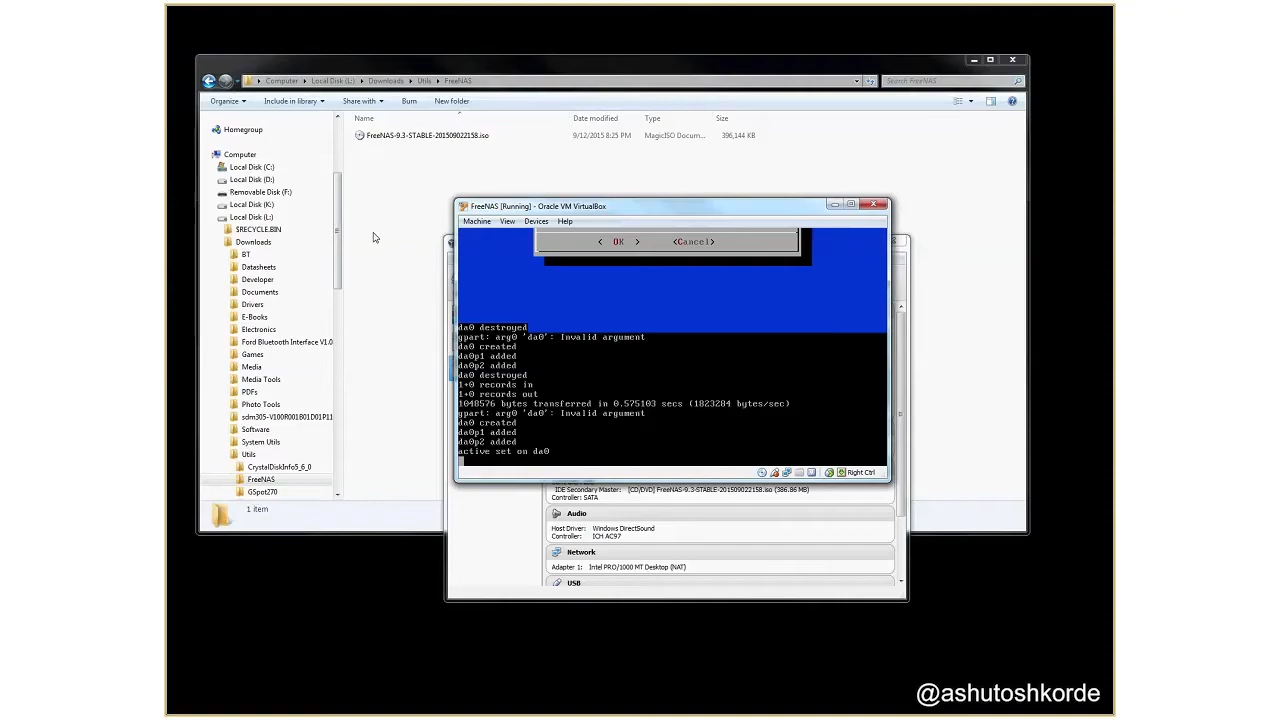 Computer ▸ Local Disk (L:) ▸ Downloads ▸ Utils ▸ FreeNAS
Search FreeNAS
Organize Include in library Share with Burn New folder
Name Date modified Type Size
FreeNAS-9.3-STABLE-201509022158.iso 9/12/2015 8:25 PM MagicISO Docum... 396,144 KB
Homegroup
Computer
Local Disk (C:)
Local Disk (D:)
Removable Disk (F:)
Local Disk (K:)
Local Disk (L:)
$RECYCLE.BIN
Downloads
BT
Datasheets
Developer
Documents
Drivers
E-Books
Electronics
Ford Bluetooth Interface V1.0
Games
Media
Media Tools
PDFs
Photo Tools
sdm305-V100R001B01D01P11
Software
System Utils
Utils
CrystalDiskInfo5_6_0
FreeNAS
GSpot270
1 item
FreeNAS [Running] - Oracle VM VirtualBox
Machine View Devices Help
< OK > <Cancel>
da0 destroyed
gpart: arg0 'da0': Invalid argument
da0 created
da0p1 added
da0p2 added
da0 destroyed
1+0 records in
1+0 records out
1048576 bytes transferred in 0.575103 secs (1823284 bytes/sec)
gpart: arg0 'da0': Invalid argument
da0 created
da0p1 added
da0p2 added
active set on da0
Right Ctrl
IDE Secondary Master: [CD/DVD] FreeNAS-9.3-STABLE-201509022158.iso (386.86 MB)
Controller: SATA
Audio
Host Driver: Windows DirectSound
Controller: ICH AC97
Network
Adapter 1: Intel PRO/1000 MT Desktop (NAT)
USB
@ashutoshkorde